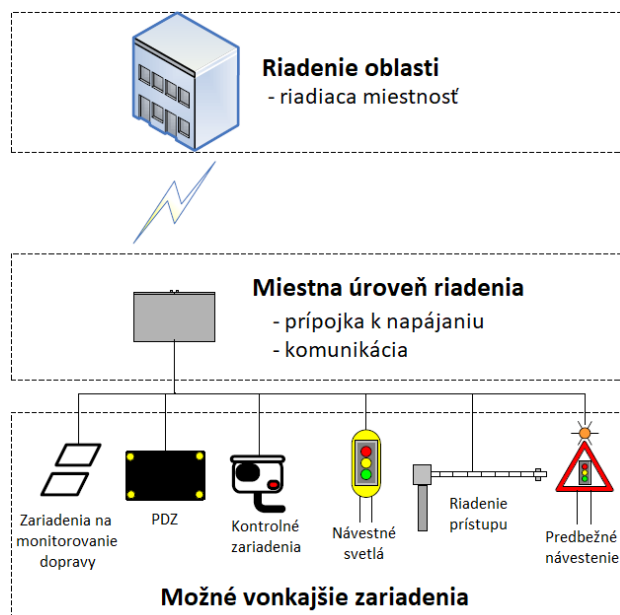 Riadenie oblasti
- riadiaca miestnosť
Miestna úroveň riadenia
- prípojka k napájaniu
- komunikácia
Zariadenia na
monitorovanie
dopravy
PDZ
Kontrolné
zariadenia
Návestné
svetlá
Riadenie
prístupu
Predbežné
návestenie
Možné vonkajšie zariadenia